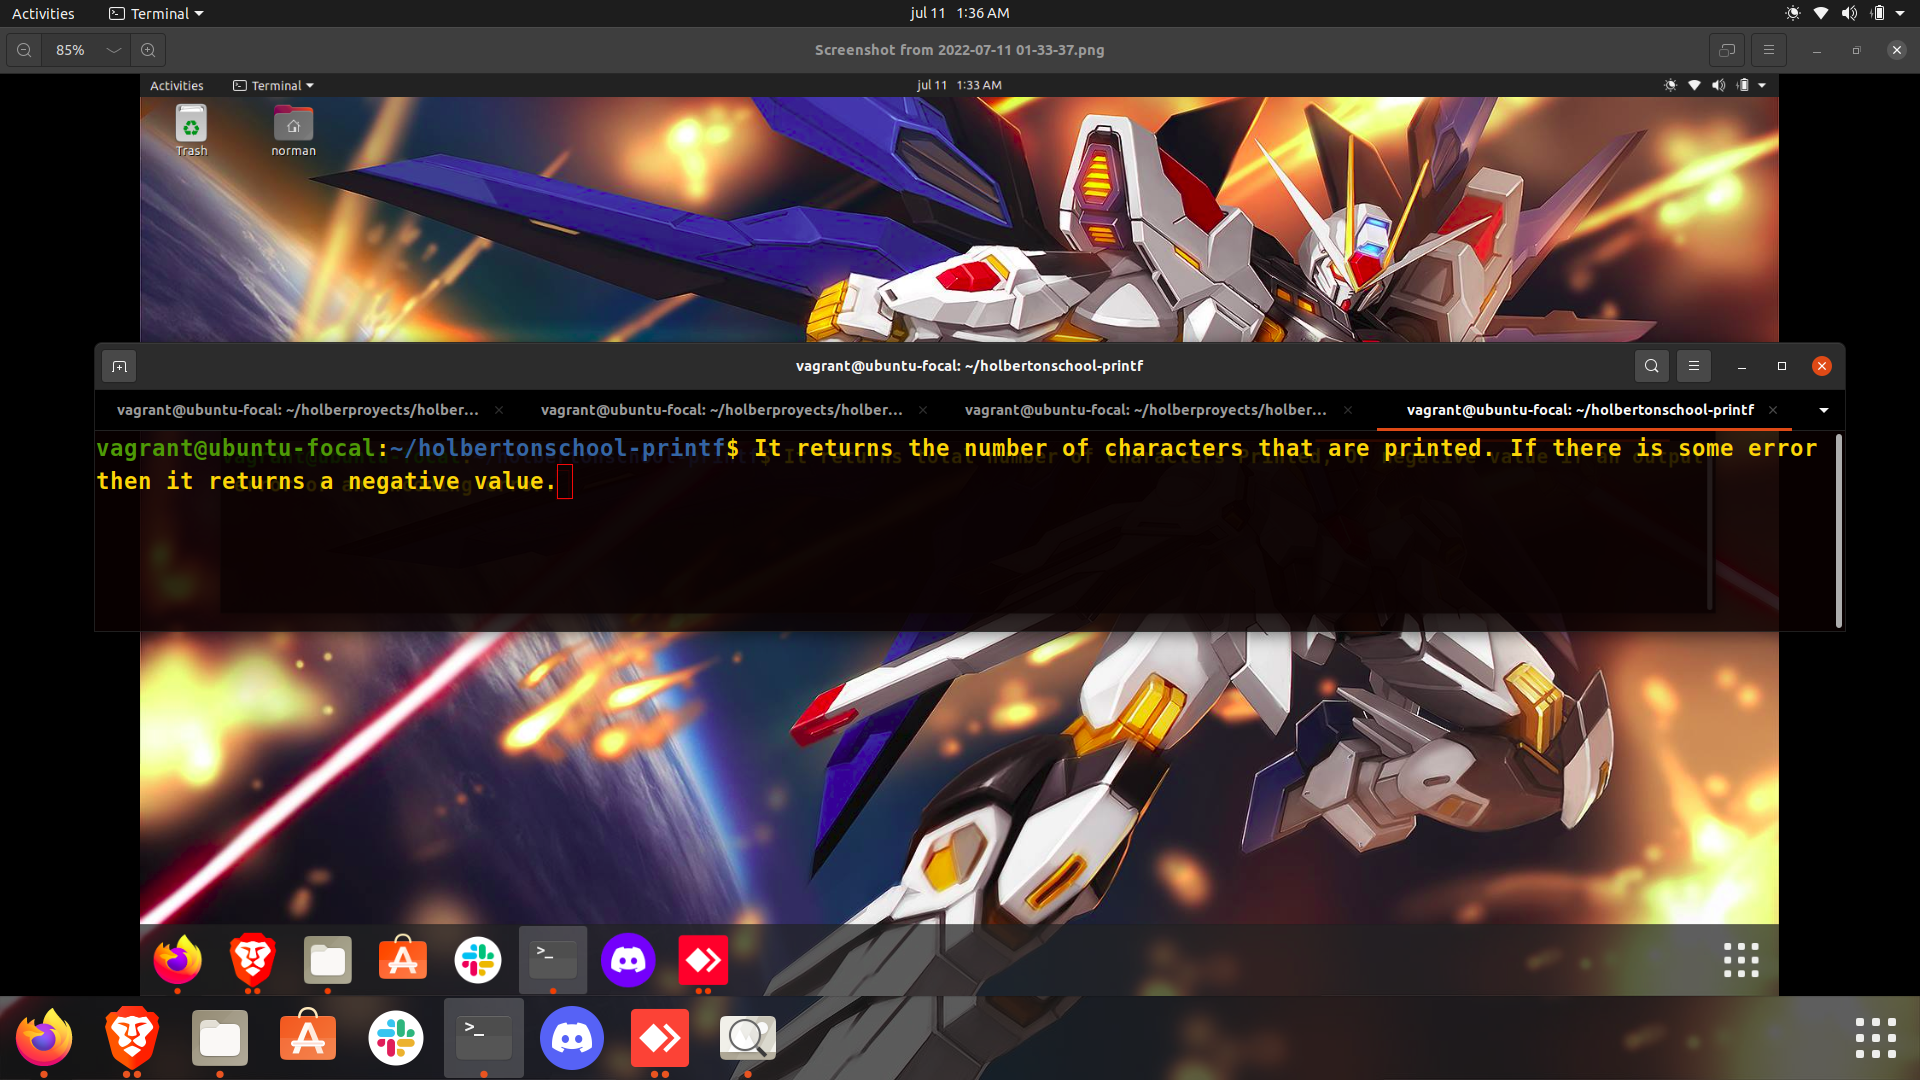 Activities Terminal jul 11 1:36 AM
85% Screenshot from 2022-07-11 01-33-37.png
Activities Terminal jul 11 1:33 AM
Trash norman
vagrant@ubuntu-focal: ~/holbertonschool-printf
vagrant@ubuntu-focal: ~/holberproyects/holber... vagrant@ubuntu-focal: ~/holberproyects/holber... vagrant@ubuntu-focal: ~/holberproyects/holber... vagrant@ubuntu-focal: ~/holbertonschool-printf
vagrant@ubuntu-focal:~/holbertonschool-printf$ It returns the number of characters that are printed. If there is some error
then it returns a negative value.